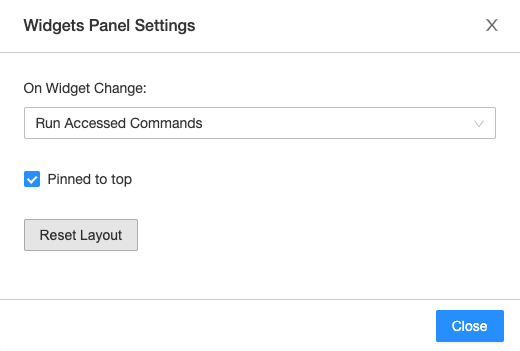 Widgets Panel Settings
On Widget Change:
Run Accessed Commands
Pinned to top
Reset Layout
Close